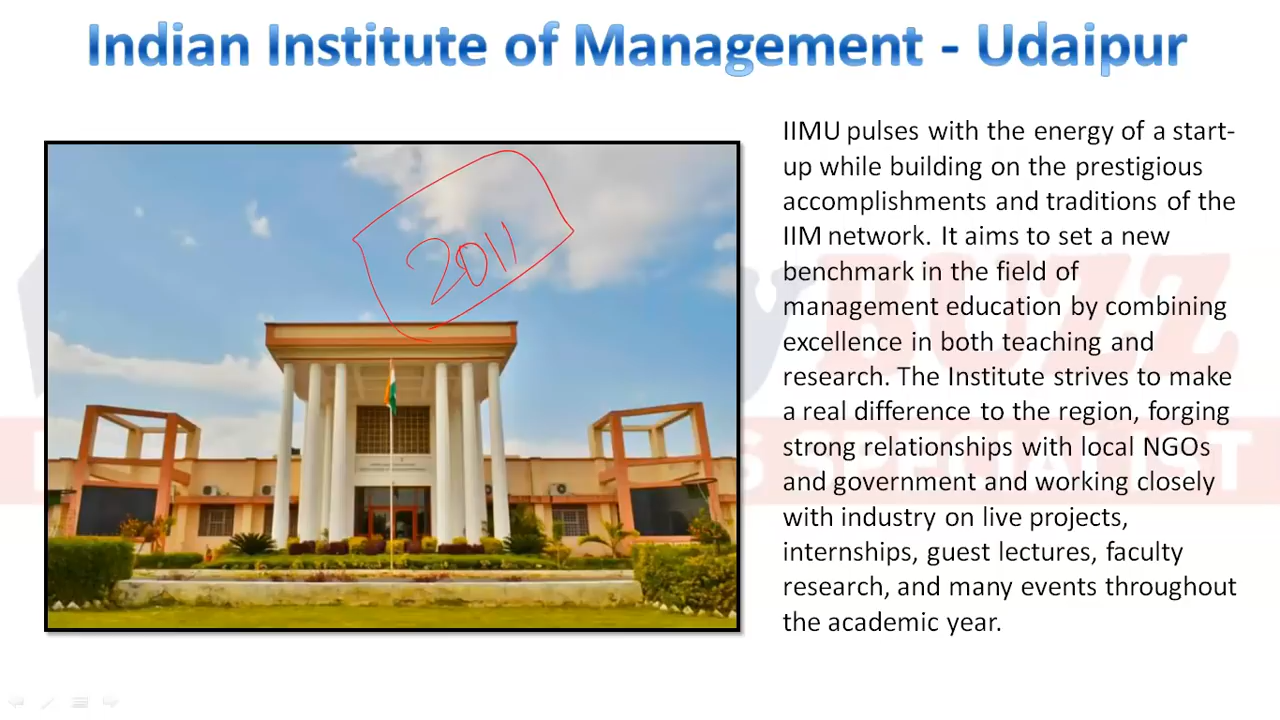 Indian Institute of Management - Udaipur
2011
IIMU pulses with the energy of a start-
up while building on the prestigious
accomplishments and traditions of the
IIM network. It aims to set a new
benchmark in the field of
management education by combining
excellence in both teaching and
research. The Institute strives to make
a real difference to the region, forging
strong relationships with local NGOs
and government and working closely
with industry on live projects,
internships, guest lectures, faculty
research, and many events throughout
the academic year.